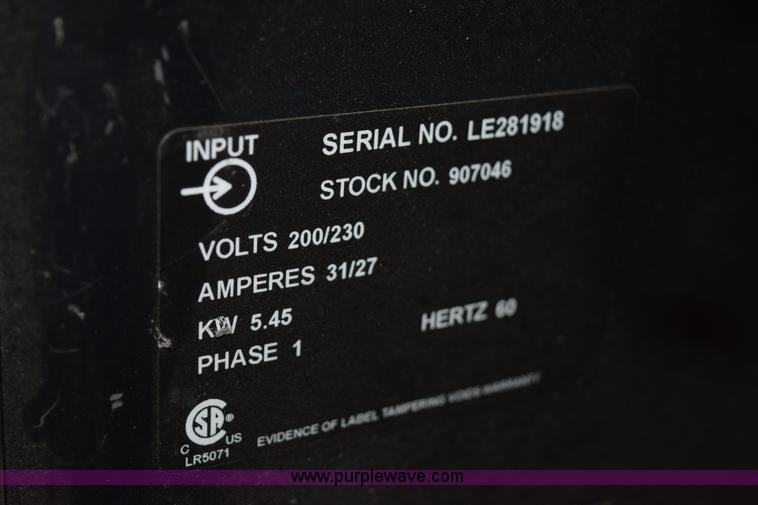 INPUT
SERIAL NO. LE281918
STOCK NO. 907046
VOLTS 200/230
AMPERES 31/27
KW 5.45
HERTZ 60
PHASE 1
CSA®
C US
LR5071
EVIDENCE OF LABEL TAMPERING VOIDS WARRANTY
www.purplewave.com